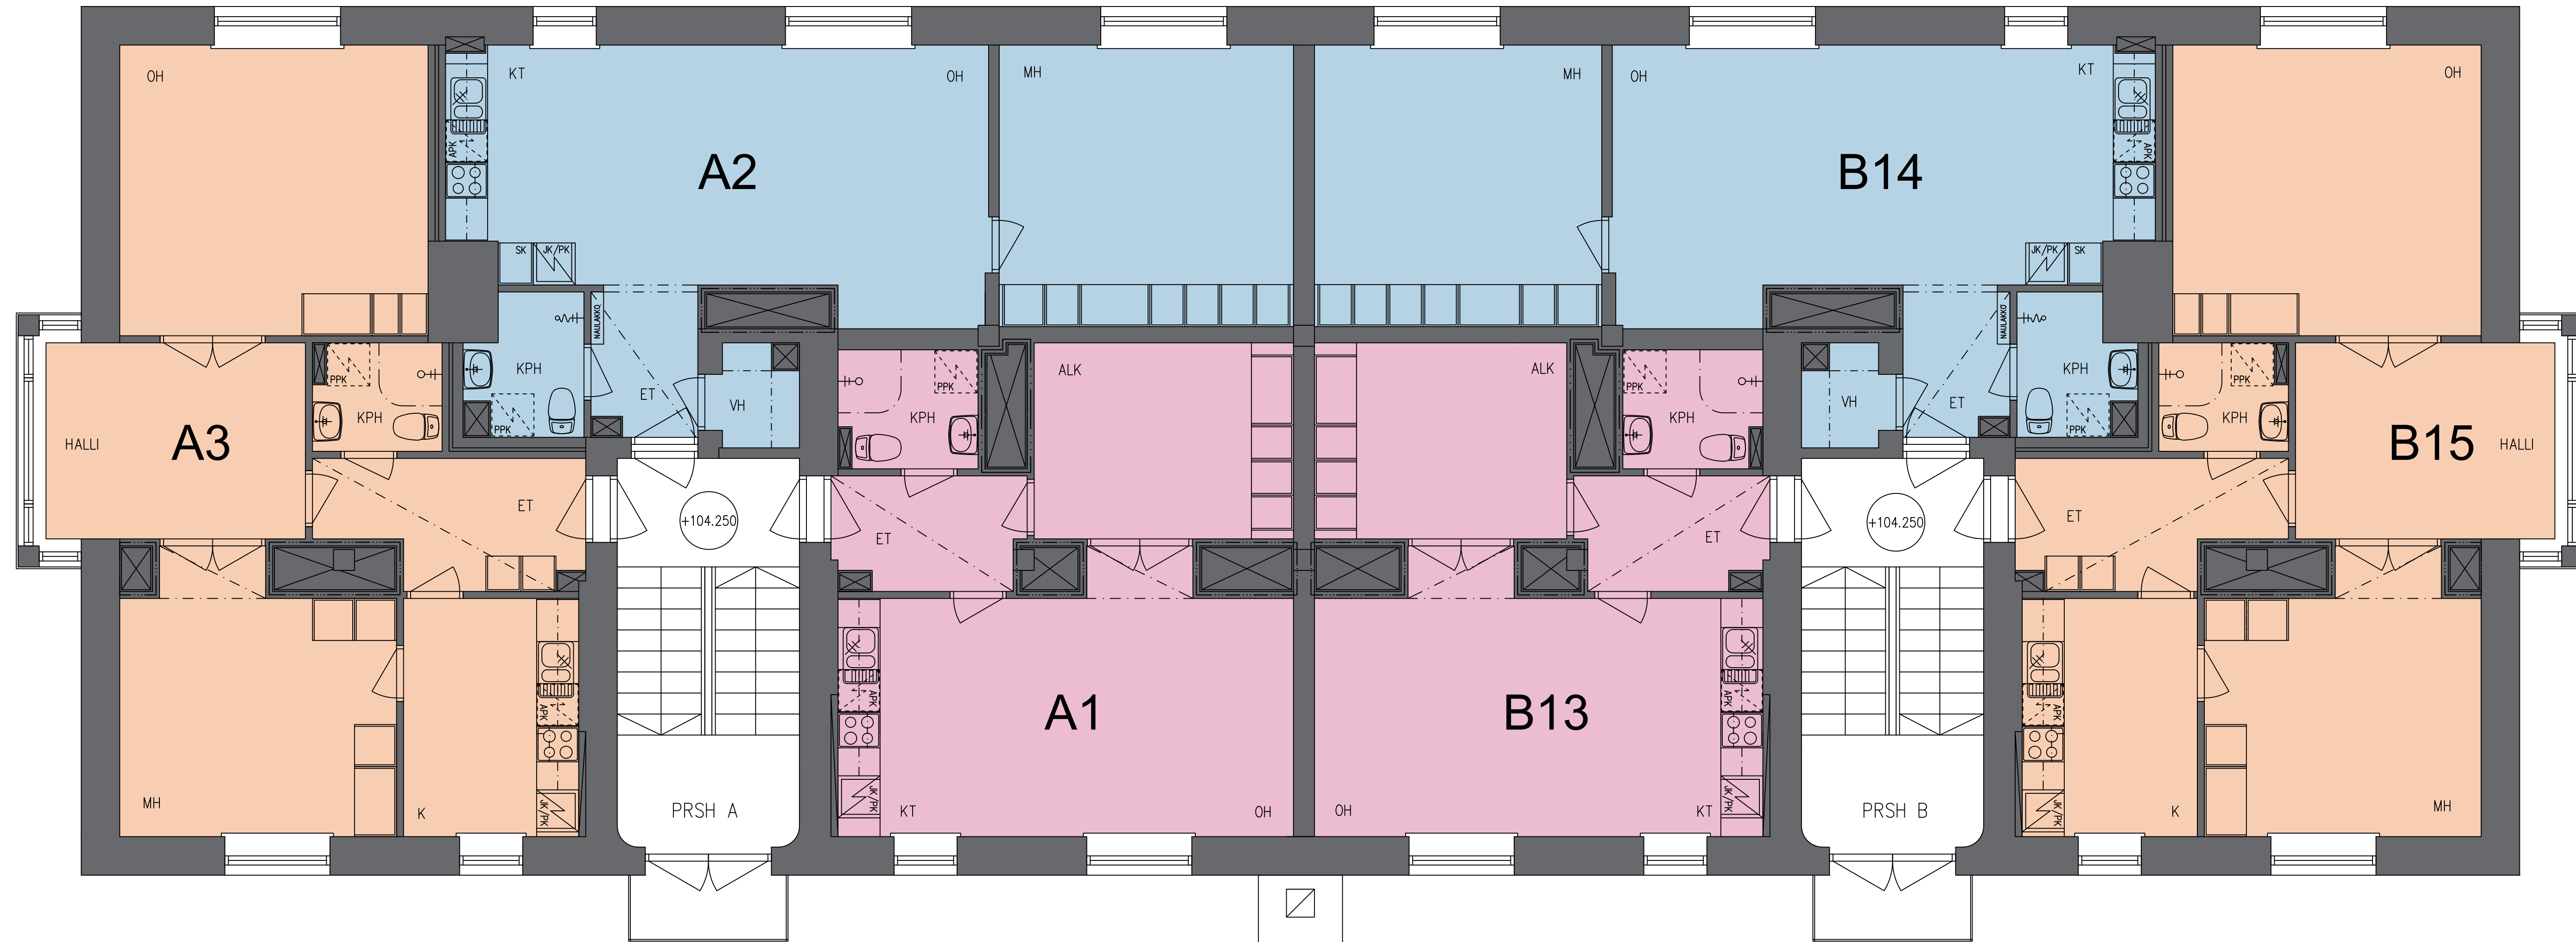 OH
KT
OH
MH
MH
OH
KT
OH
APK
APK
A2
B14
SK
JK/PK
JK/PK
SK
NAULAKKO
NAULAKKO
PPK
KPH
KPH
ET
VH
PPK
ALK
ALK
PPK
VH
ET
KPH
PPK
KPH
PPK
PPK
KPH
KPH
HALLI
A3
B15
HALLI
ET
+104.250
ET
ET
+104.250
ET
APK
APK
APK
APK
A1
B13
MH
K
JK/PK
PRSH A
JK/PK
KT
OH
OH
KT
JK/PK
PRSH B
JK/PK
K
MH